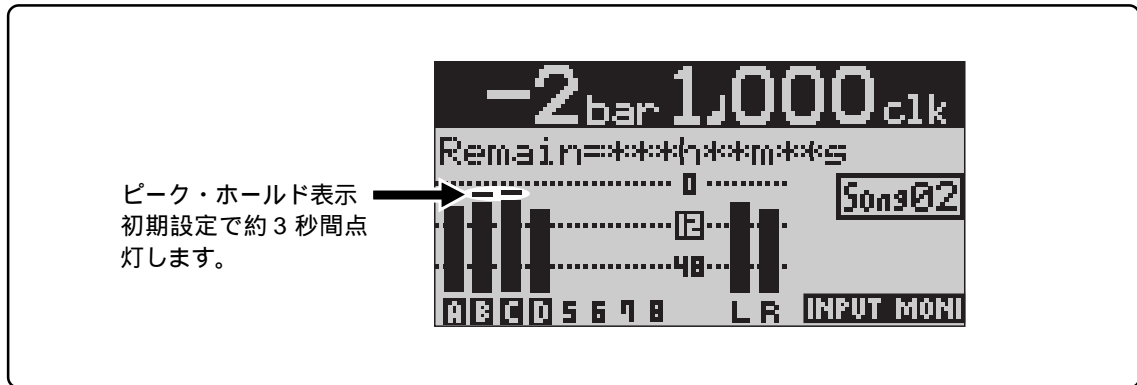 -2bar 1,000clk
Remain=***h**m**s
0
Song02
12
48
A B C D 5 6 7 8 L R INPUT MONI
ピーク・ホールド表示
初期設定で約3秒間点
灯します。